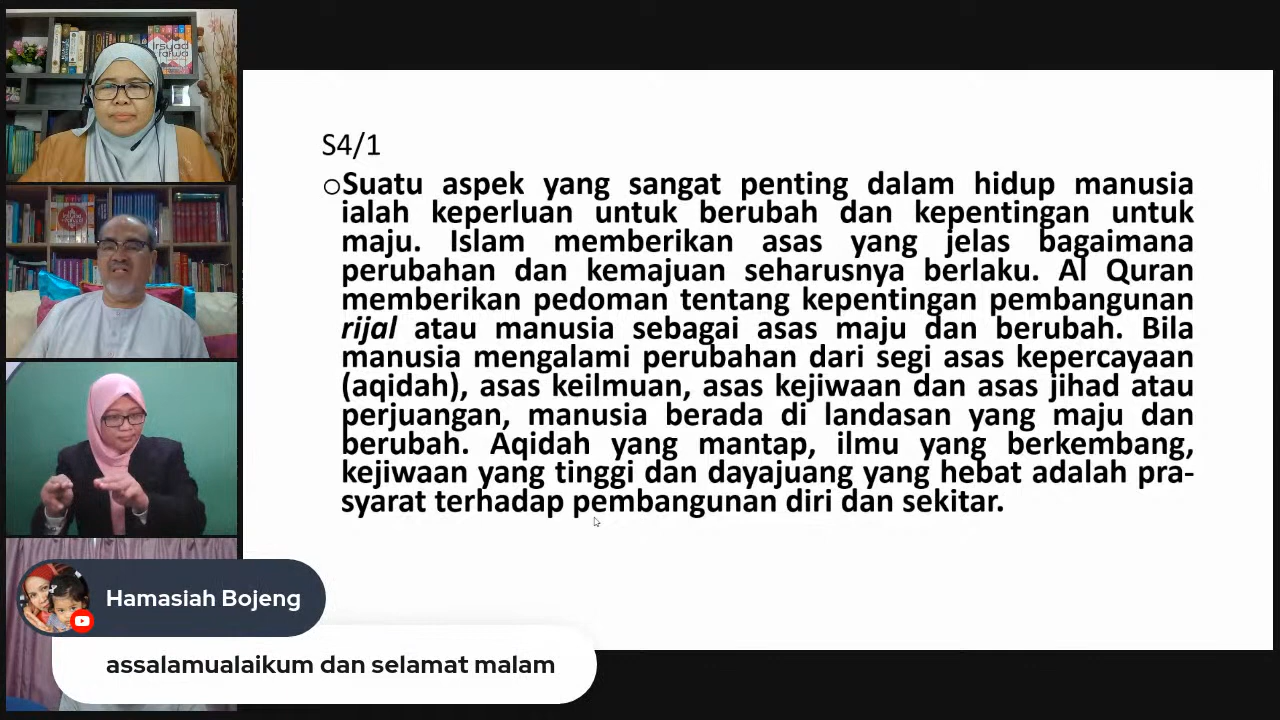 Irsyad
Fatwa
S4/1
oSuatu aspek yang sangat penting dalam hidup manusia
ialah keperluan untuk berubah dan kepentingan untuk
maju. Islam memberikan asas yang jelas bagaimana
perubahan dan kemajuan seharusnya berlaku. Al Quran
memberikan pedoman tentang kepentingan pembangunan
rijal atau manusia sebagai asas maju dan berubah. Bila
manusia mengalami perubahan dari segi asas kepercayaan
(aqidah), asas keilmuan, asas kejiwaan dan asas jihad atau
perjuangan, manusia berada di landasan yang maju dan
berubah. Aqidah yang mantap, ilmu yang berkembang,
kejiwaan yang tinggi dan dayajuang yang hebat adalah pra-
syarat terhadap pembangunan diri dan sekitar.
Hamasiah Bojeng
assalamualaikum dan selamat malam